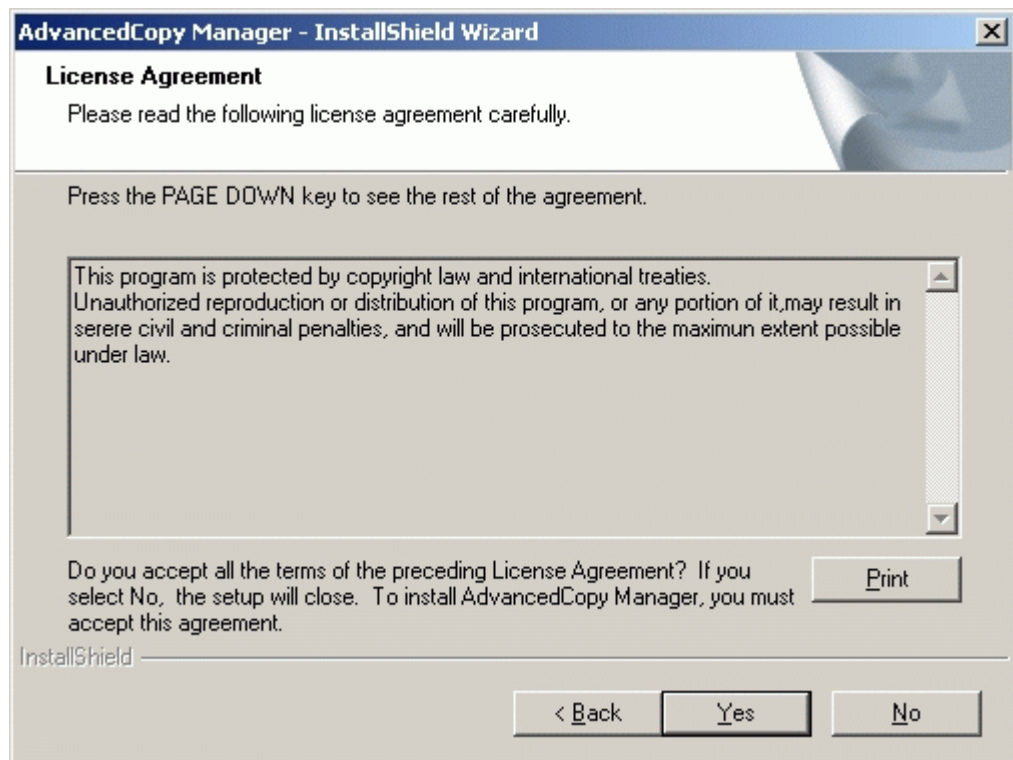 AdvancedCopy Manager - InstallShield Wizard
License Agreement
Please read the following license agreement carefully.
Press the PAGE DOWN key to see the rest of the agreement.
This program is protected by copyright law and international treaties.
Unauthorized reproduction or distribution of this program, or any portion of it,may result in
serere civil and criminal penalties, and will be prosecuted to the maximun extent possible
under law.
Do you accept all the terms of the preceding License Agreement? If you
select No, the setup will close. To install AdvancedCopy Manager, you must
accept this agreement.
Print
InstallShield
< Back
Yes
No